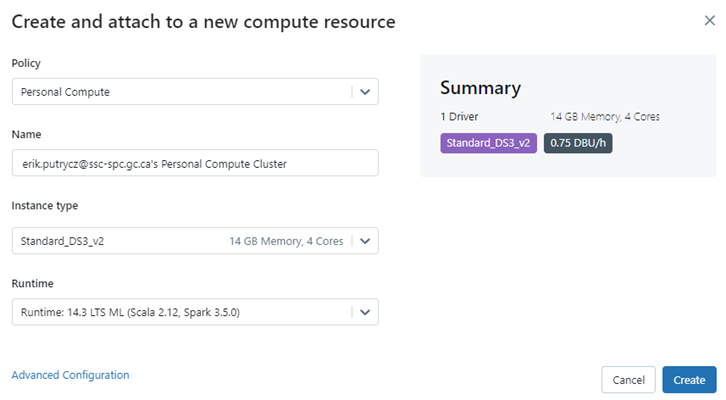 Create and attach to a new compute resource
Policy
Personal Compute
Name
erik.putrycz@ssc-spc.gc.ca's Personal Compute Cluster
Instance type
Standard_DS3_v2 14 GB Memory, 4 Cores
Runtime
Runtime: 14.3 LTS ML (Scala 2.12, Spark 3.5.0)
Advanced Configuration
Summary
1 Driver 14 GB Memory, 4 Cores
Standard_DS3_v2 0.75 DBU/h
Cancel Create